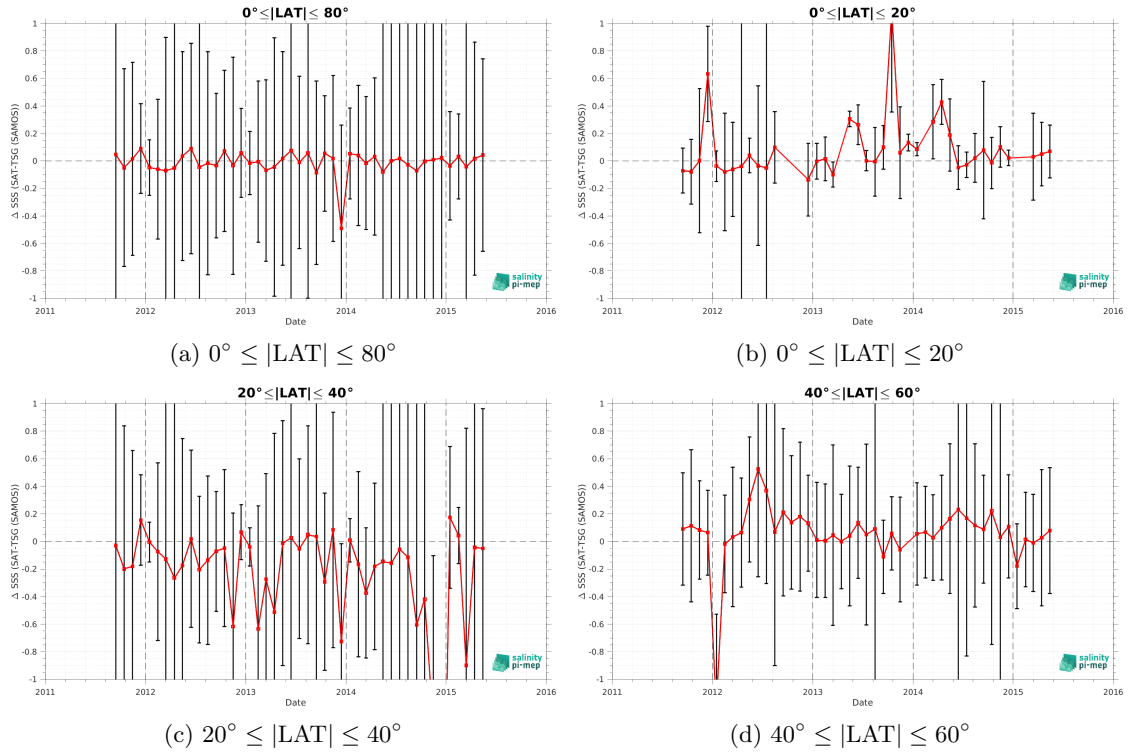 0°≤|LAT|≤ 80°
Δ SSS (SAT-TSG (SAMOS))
1
0.8
0.6
0.4
0.2
0
-0.2
-0.4
-0.6
-0.8
-1
2011 2012 2013 2014 2015 2016
Date
salinity
pi-mep
(a) 0° ≤ |LAT| ≤ 80°
0°≤|LAT|≤ 20°
Δ SSS (SAT-TSG (SAMOS))
1
0.8
0.6
0.4
0.2
0
-0.2
-0.4
-0.6
-0.8
-1
2011 2012 2013 2014 2015 2016
Date
salinity
pi-mep
(b) 0° ≤ |LAT| ≤ 20°
20°≤|LAT|≤ 40°
Δ SSS (SAT-TSG (SAMOS))
1
0.8
0.6
0.4
0.2
0
-0.2
-0.4
-0.6
-0.8
-1
2011 2012 2013 2014 2015 2016
Date
salinity
pi-mep
(c) 20° ≤ |LAT| ≤ 40°
40°≤|LAT|≤ 60°
Δ SSS (SAT-TSG (SAMOS))
1
0.8
0.6
0.4
0.2
0
-0.2
-0.4
-0.6
-0.8
-1
2011 2012 2013 2014 2015 2016
Date
salinity
pi-mep
(d) 40° ≤ |LAT| ≤ 60°